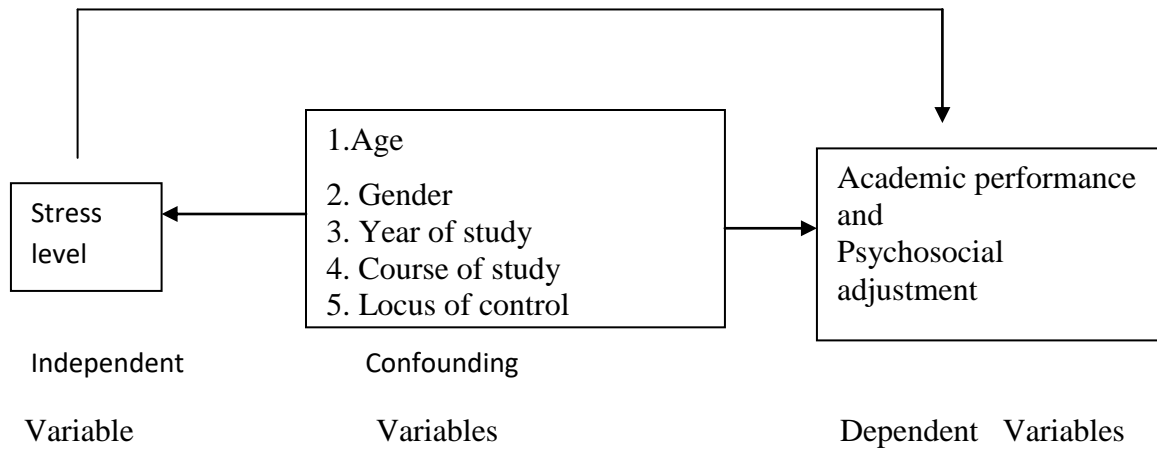 Stress
level
1.Age
2. Gender
3. Year of study
4. Course of study
5. Locus of control
Academic performance
and
Psychosocial
adjustment
Independent
Variable
Confounding
Variables
Dependent Variables